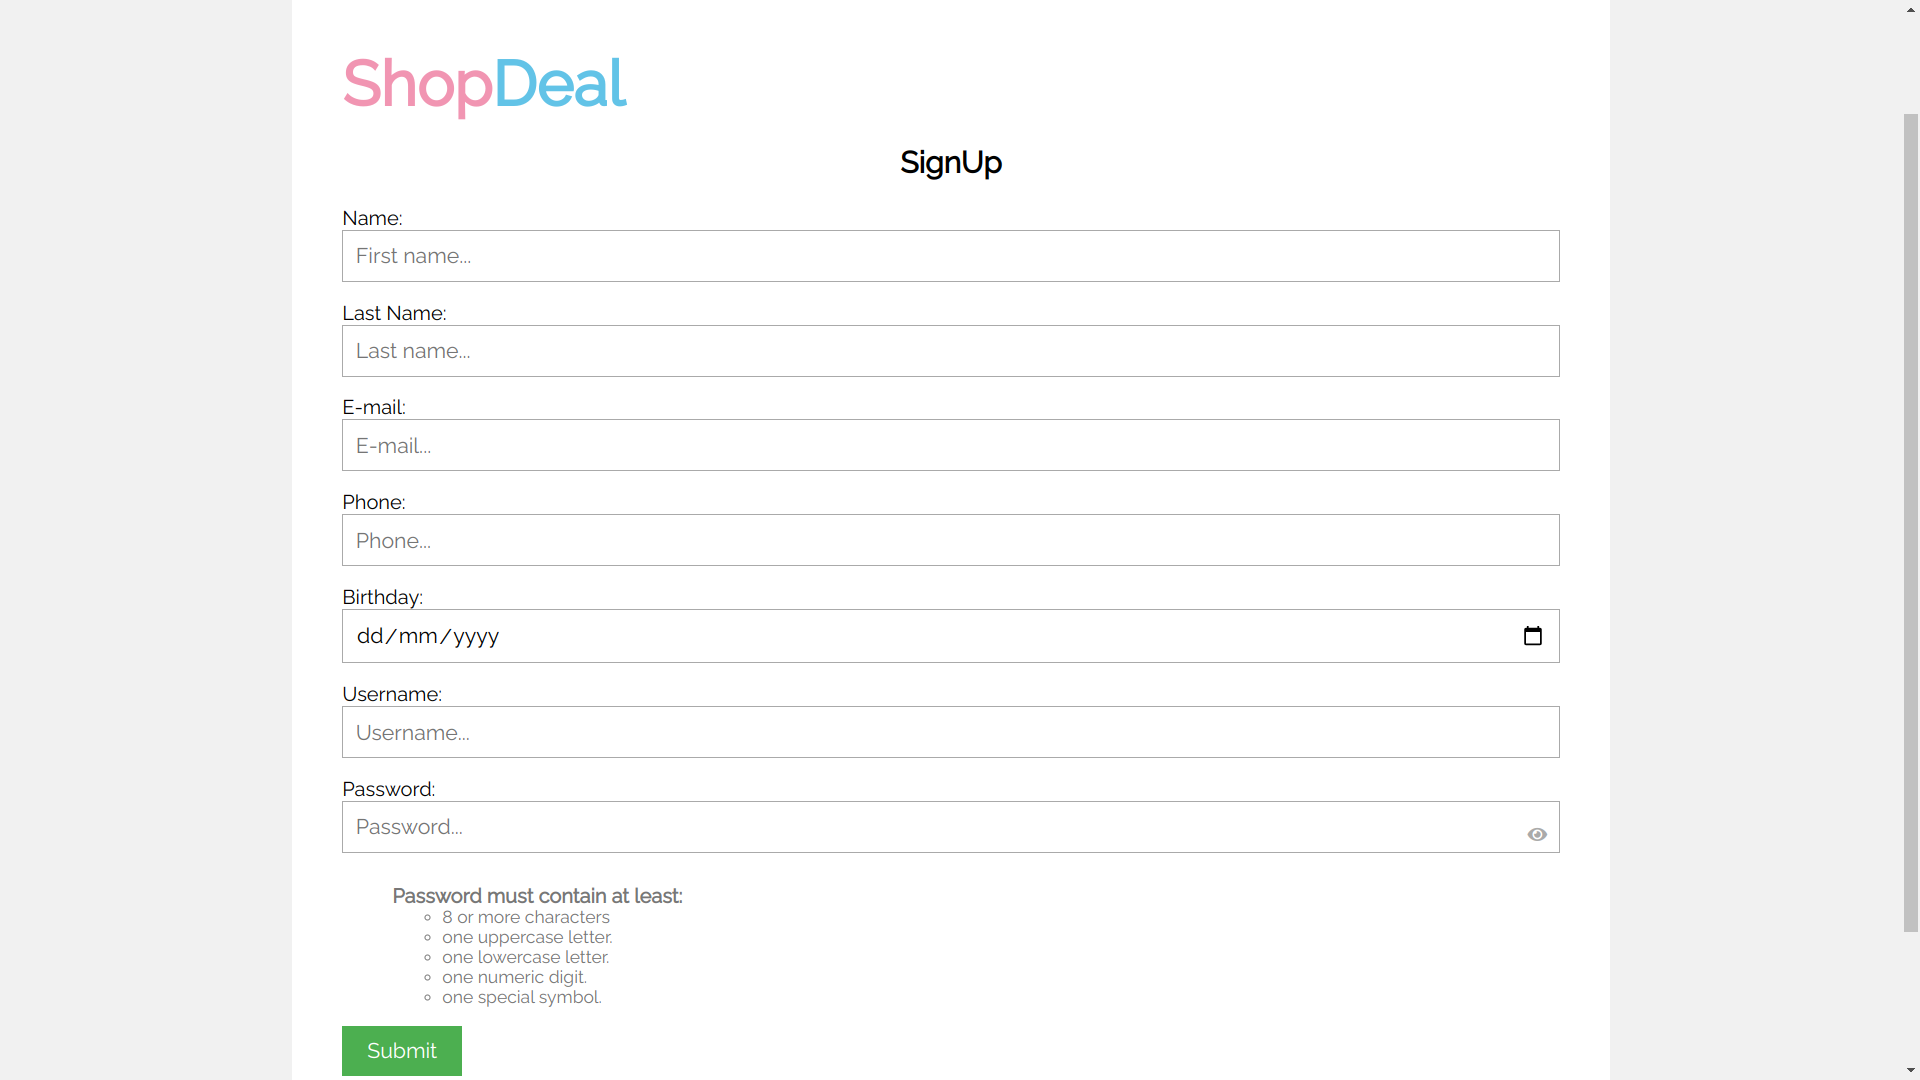 ShopDeal
SignUp
Name:
First name...
Last Name:
Last name...
E-mail:
E-mail...
Phone:
Phone...
Birthday:
dd/mm/yyyy
Username:
Username...
Password:
Password...
Password must contain at least:
8 or more characters
one uppercase letter.
one lowercase letter.
one numeric digit.
one special symbol.
Submit